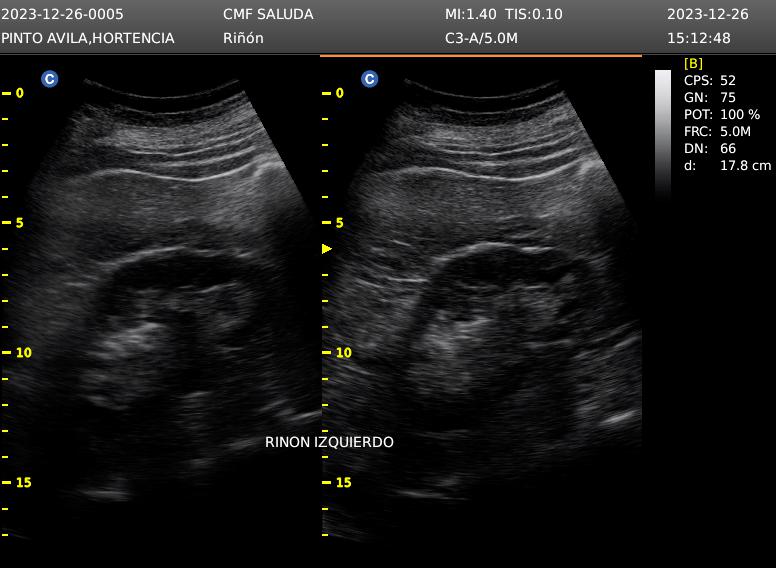 2023-12-26-0005 CMF SALUDA MI:1.40 TIS:0.10 2023-12-26
PINTO AVILA,HORTENCIA Riñón C3-A/5.0M 15:12:48
C C
[B]
CPS: 52
GN: 75
POT: 100 %
FRC: 5.0M
DN: 66
d: 17.8 cm
0 0
5 5
10 10
RINON IZQUIERDO
15 15